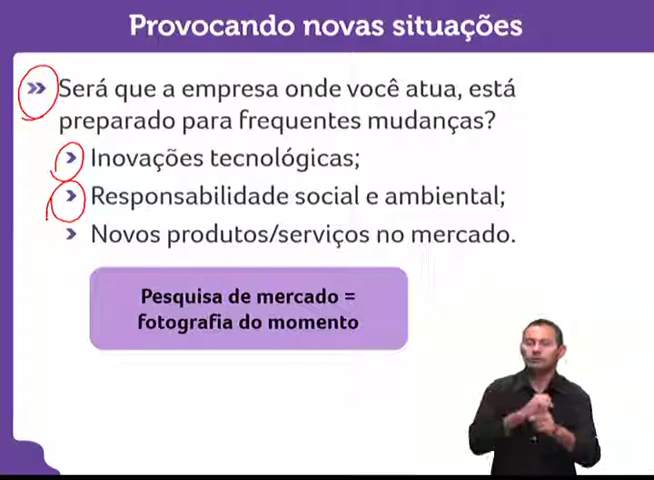 Provocando novas situações
» Será que a empresa onde você atua, está
preparado para frequentes mudanças?
› Inovações tecnológicas;
› Responsabilidade social e ambiental;
› Novos produtos/serviços no mercado.
Pesquisa de mercado =
fotografia do momento